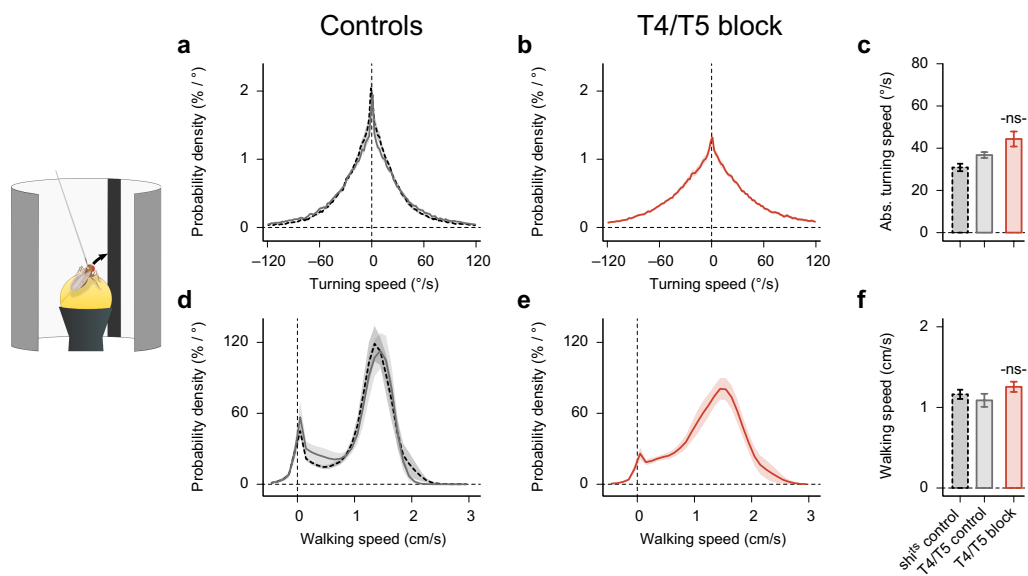 Controls
T4/T5 block
a
b
c
Probability density (% / °)
2
1
0
–120
–60
0
60
120
Turning speed (°/s)
Probability density (% / °)
2
1
0
–120
–60
0
60
120
Turning speed (°/s)
Abs. turning speed (°/s)
80
60
40
20
0
-ns-
d
e
f
Probability density (% / °)
120
60
0
0
1
2
3
Walking speed (cm/s)
Probability density (% / °)
120
60
0
0
1
2
3
Walking speed (cm/s)
Walking speed (cm/s)
2
1
0
-ns-
shiᵗˢ control
T4/T5 control
T4/T5 block